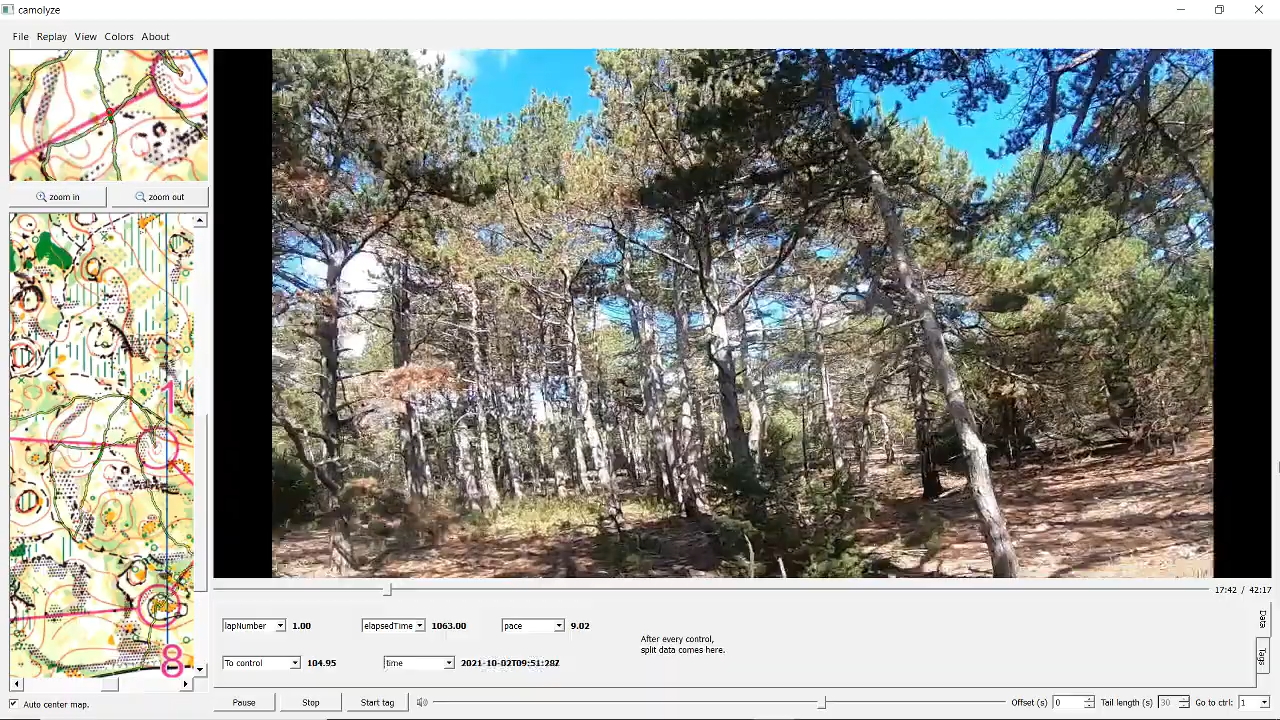 camolyze
File Replay View Colors About
zoom in zoom out
1
8
17:42 / 42:17
lapNumber 1.00 elapsedTime 1063.00 pace 9.02
After every control,
split data comes here.
To control 104.95 time 2021-10-02T09:51:28Z
Data
Tags
Auto center map.
Pause Stop Start tag Offset (s) 0 Tail length (s) 30 Go to ctrl: 1